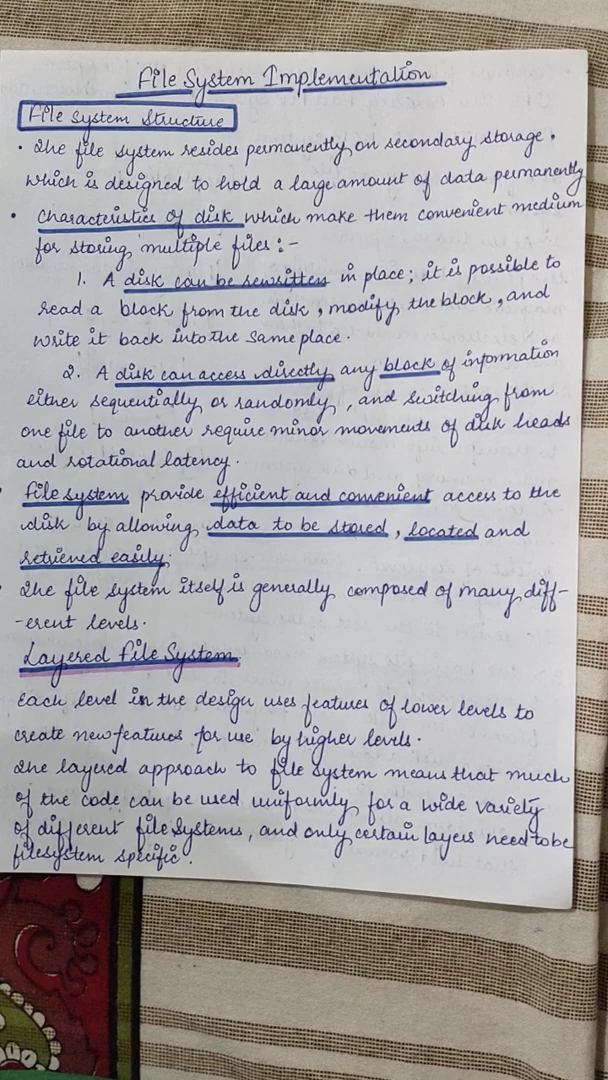 File System Implementation
File System Structure
• The file system resides permanently on secondary storage.
which is designed to hold a large amount of data permanently
• Characteristics of disk which make them convenient medium
for storing multiple files :-
1. A disk can be rewritten in place; it is possible to
read a block from the disk, modify the block, and
write it back into the same place.
2. A disk can access directly any block of information
either sequentially or randomly, and switching from
one file to another require minor movements of disk heads
and rotational latency.
• File system provide efficient and convenient access to the
disk by allowing data to be stored, located and
retrieved easily.
• The file system itself is generally composed of many diff-
-erent levels.
Layered File System
Each level in the design uses features of lower levels to
create new features for use by higher levels.
The layered approach to file system means that much
of the code can be used uniformily for a wide variety
of different file systems, and only certain layers need to be
filesystem specific.